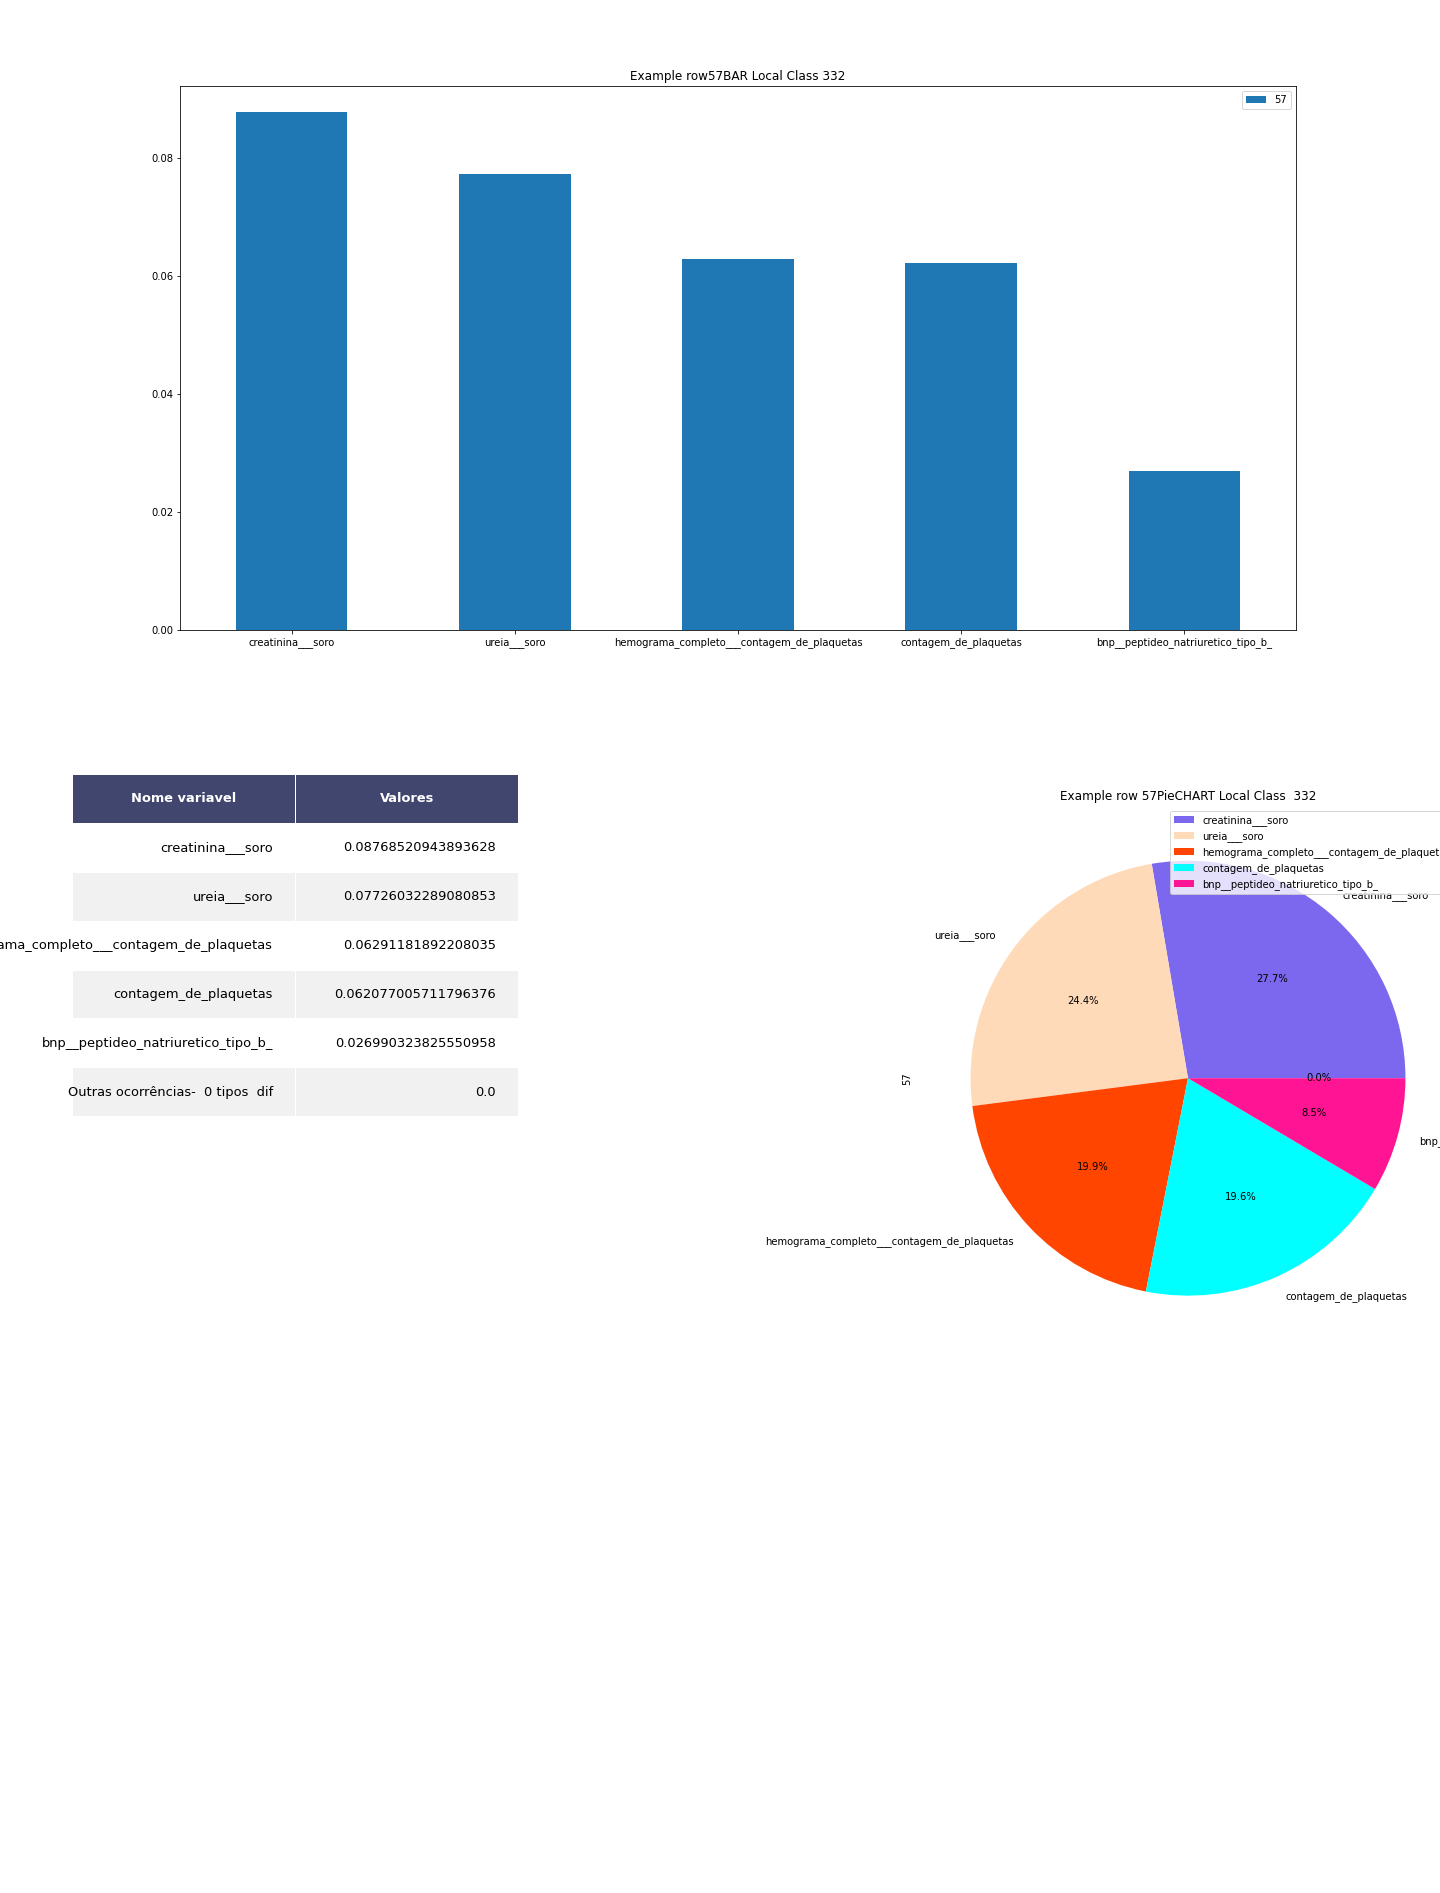 Example row57BAR Local Class 332
57
0.08
0.06
0.04
0.02
0.00
creatinina___soro ureia___soro hemograma_completo___contagem_de_plaquetas contagem_de_plaquetas bnp__peptideo_natriuretico_tipo_b_
Nome variavel Valores
creatinina___soro 0.08768520943893628
ureia___soro 0.07726032289080853
ama_completo___contagem_de_plaquetas 0.06291181892208035
contagem_de_plaquetas 0.062077005711796376
bnp__peptideo_natriuretico_tipo_b_ 0.026990323825550958
Outras ocorrências- 0 tipos dif 0.0
Example row 57PieCHART Local Class 332
creatinina___soro
ureia___soro
hemograma_completo___contagem_de_plaquet
contagem_de_plaquetas
bnp__peptideo_natriuretico_tipo_b_
creatinina___soro
ureia___soro
27.7%
24.4%
57
0.0%
8.5%
bnp_
19.9%
19.6%
hemograma_completo___contagem_de_plaquetas
contagem_de_plaquetas